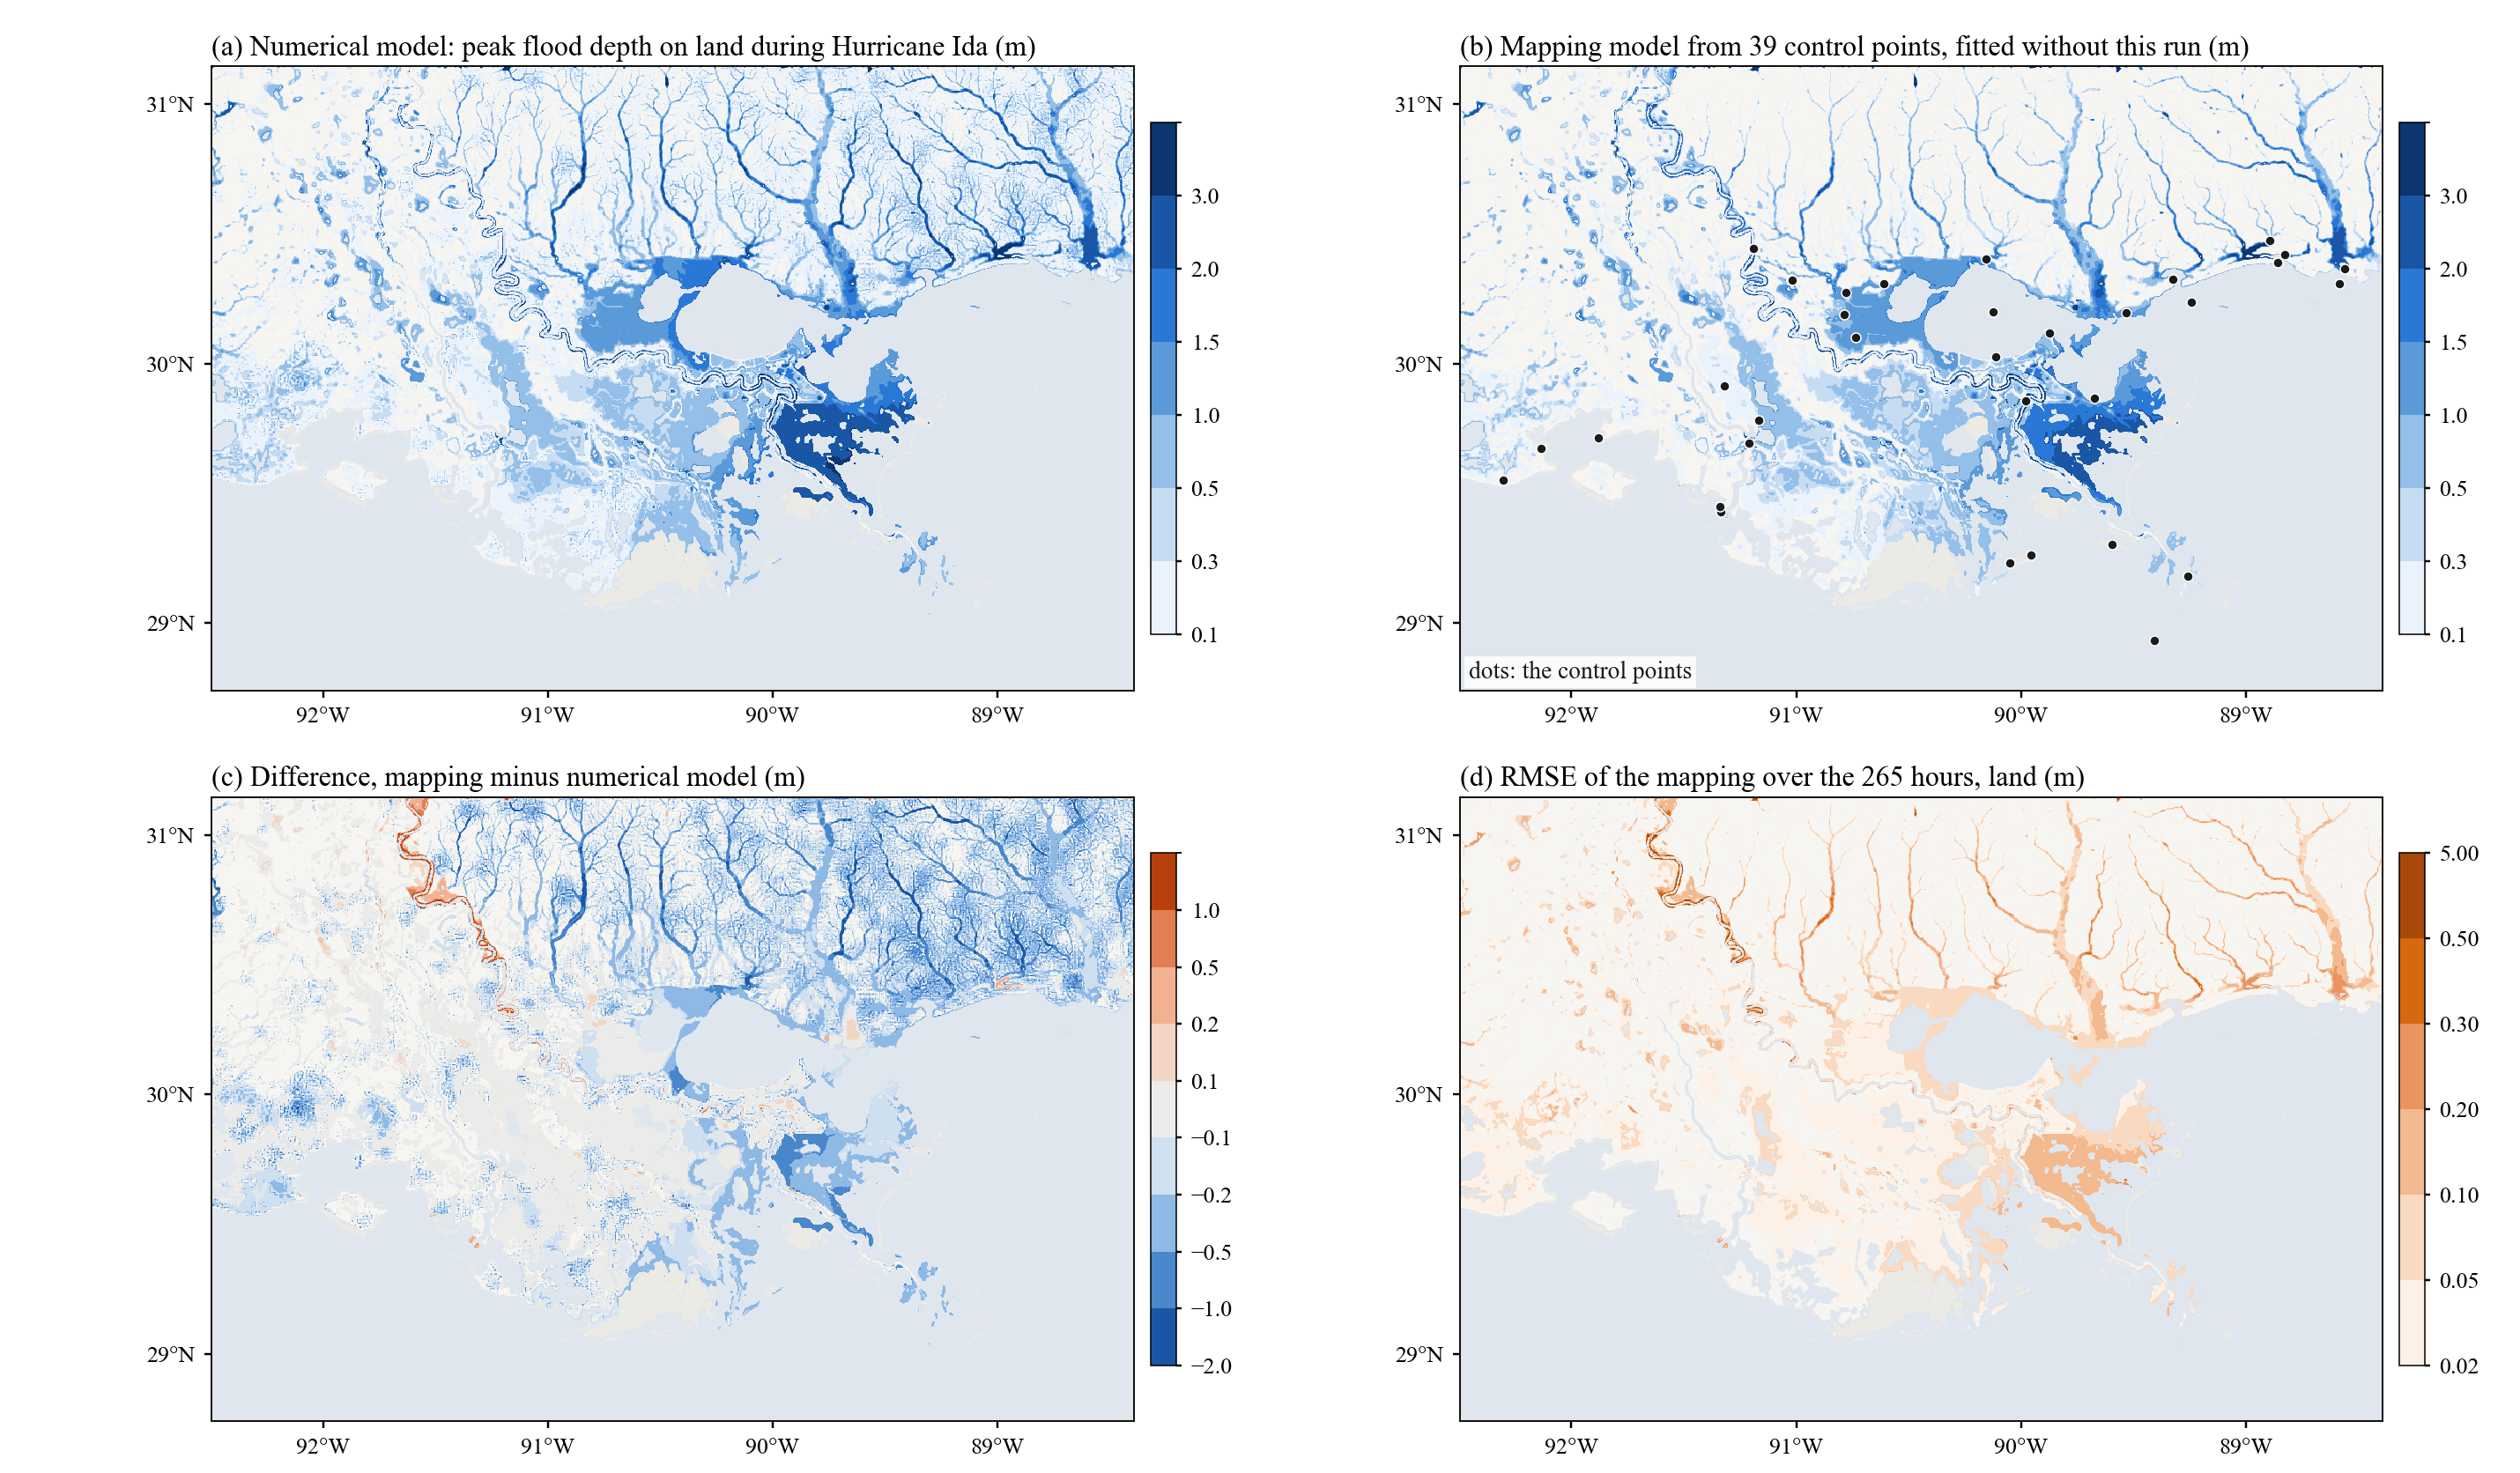 (a) Numerical model: peak flood depth on land during Hurricane Ida (m)
31°N
30°N
29°N
92°W
91°W
90°W
89°W
3.0
2.0
1.5
1.0
0.5
0.3
0.1
(b) Mapping model from 39 control points, fitted without this run (m)
31°N
30°N
29°N
dots: the control points
92°W
91°W
90°W
89°W
3.0
2.0
1.5
1.0
0.5
0.3
0.1
(c) Difference, mapping minus numerical model (m)
31°N
30°N
29°N
92°W
91°W
90°W
89°W
1.0
0.5
0.2
0.1
−0.1
−0.2
−0.5
−1.0
−2.0
(d) RMSE of the mapping over the 265 hours, land (m)
31°N
30°N
29°N
92°W
91°W
90°W
89°W
5.00
0.50
0.30
0.20
0.10
0.05
0.02